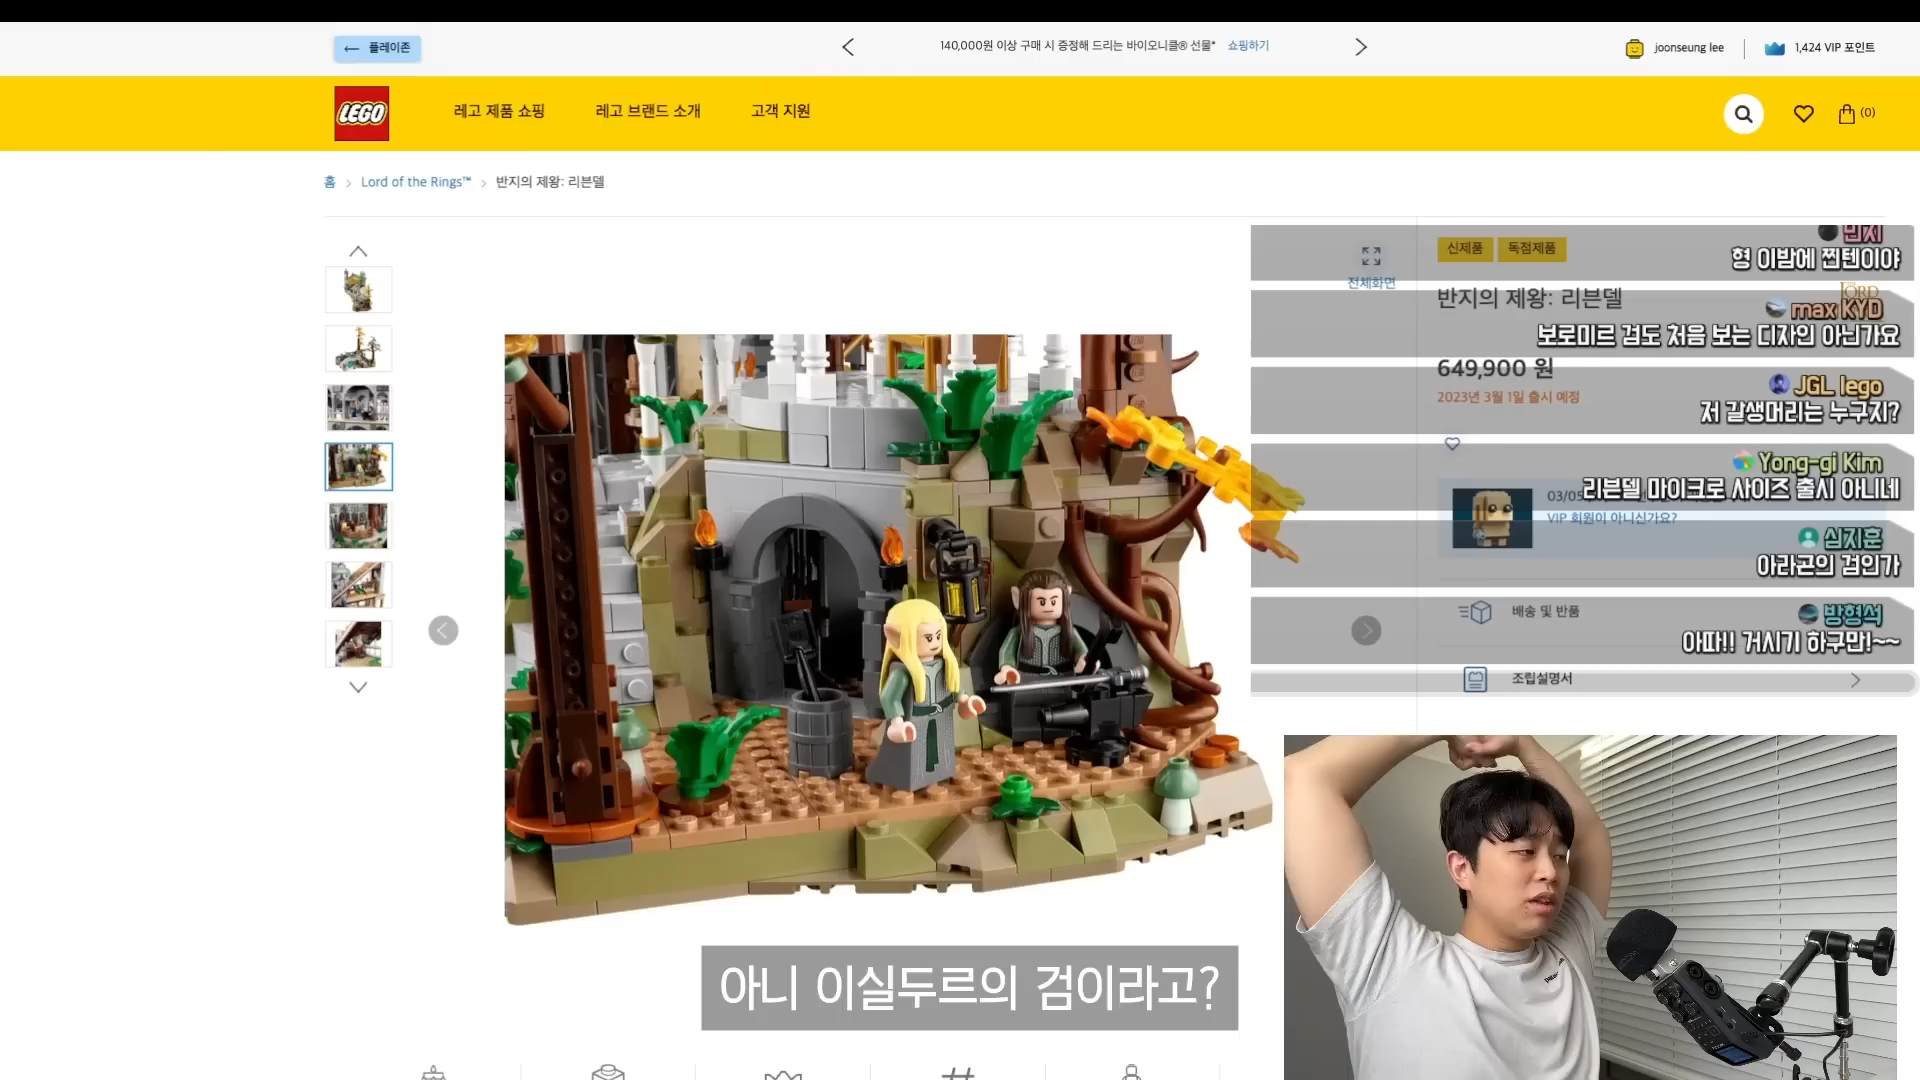 플레이존
140,000원 이상 구매 시 증정해 드리는 바이오니클® 선물* 쇼핑하기
joonseung lee
1,424 VIP 포인트
LEGO
레고 제품 쇼핑
레고 브랜드 소개
고객 지원
(0)
홈 > Lord of the Rings™ > 반지의 제왕: 리븐델
전체화면
신제품
독점제품
반지의 제왕: 리븐델
649,900 원
2023년 3월 1일 출시 예정
03/05
VIP 회원이 아니신가요?
배송 및 반품
조립설명서
민지
형 이밤에 찐텐이야
max KYD
보로미르 검도 처음 보는 디자인 아닌가요
JGL lego
저 갈생머리는 누구지?
Yong-gi Kim
리븐델 마이크로 사이즈 출시 아니네
심지훈
아라곤의 검인가
방형석
아따!! 거시기 하구만!~~
아니 이실두르의 검이라고?